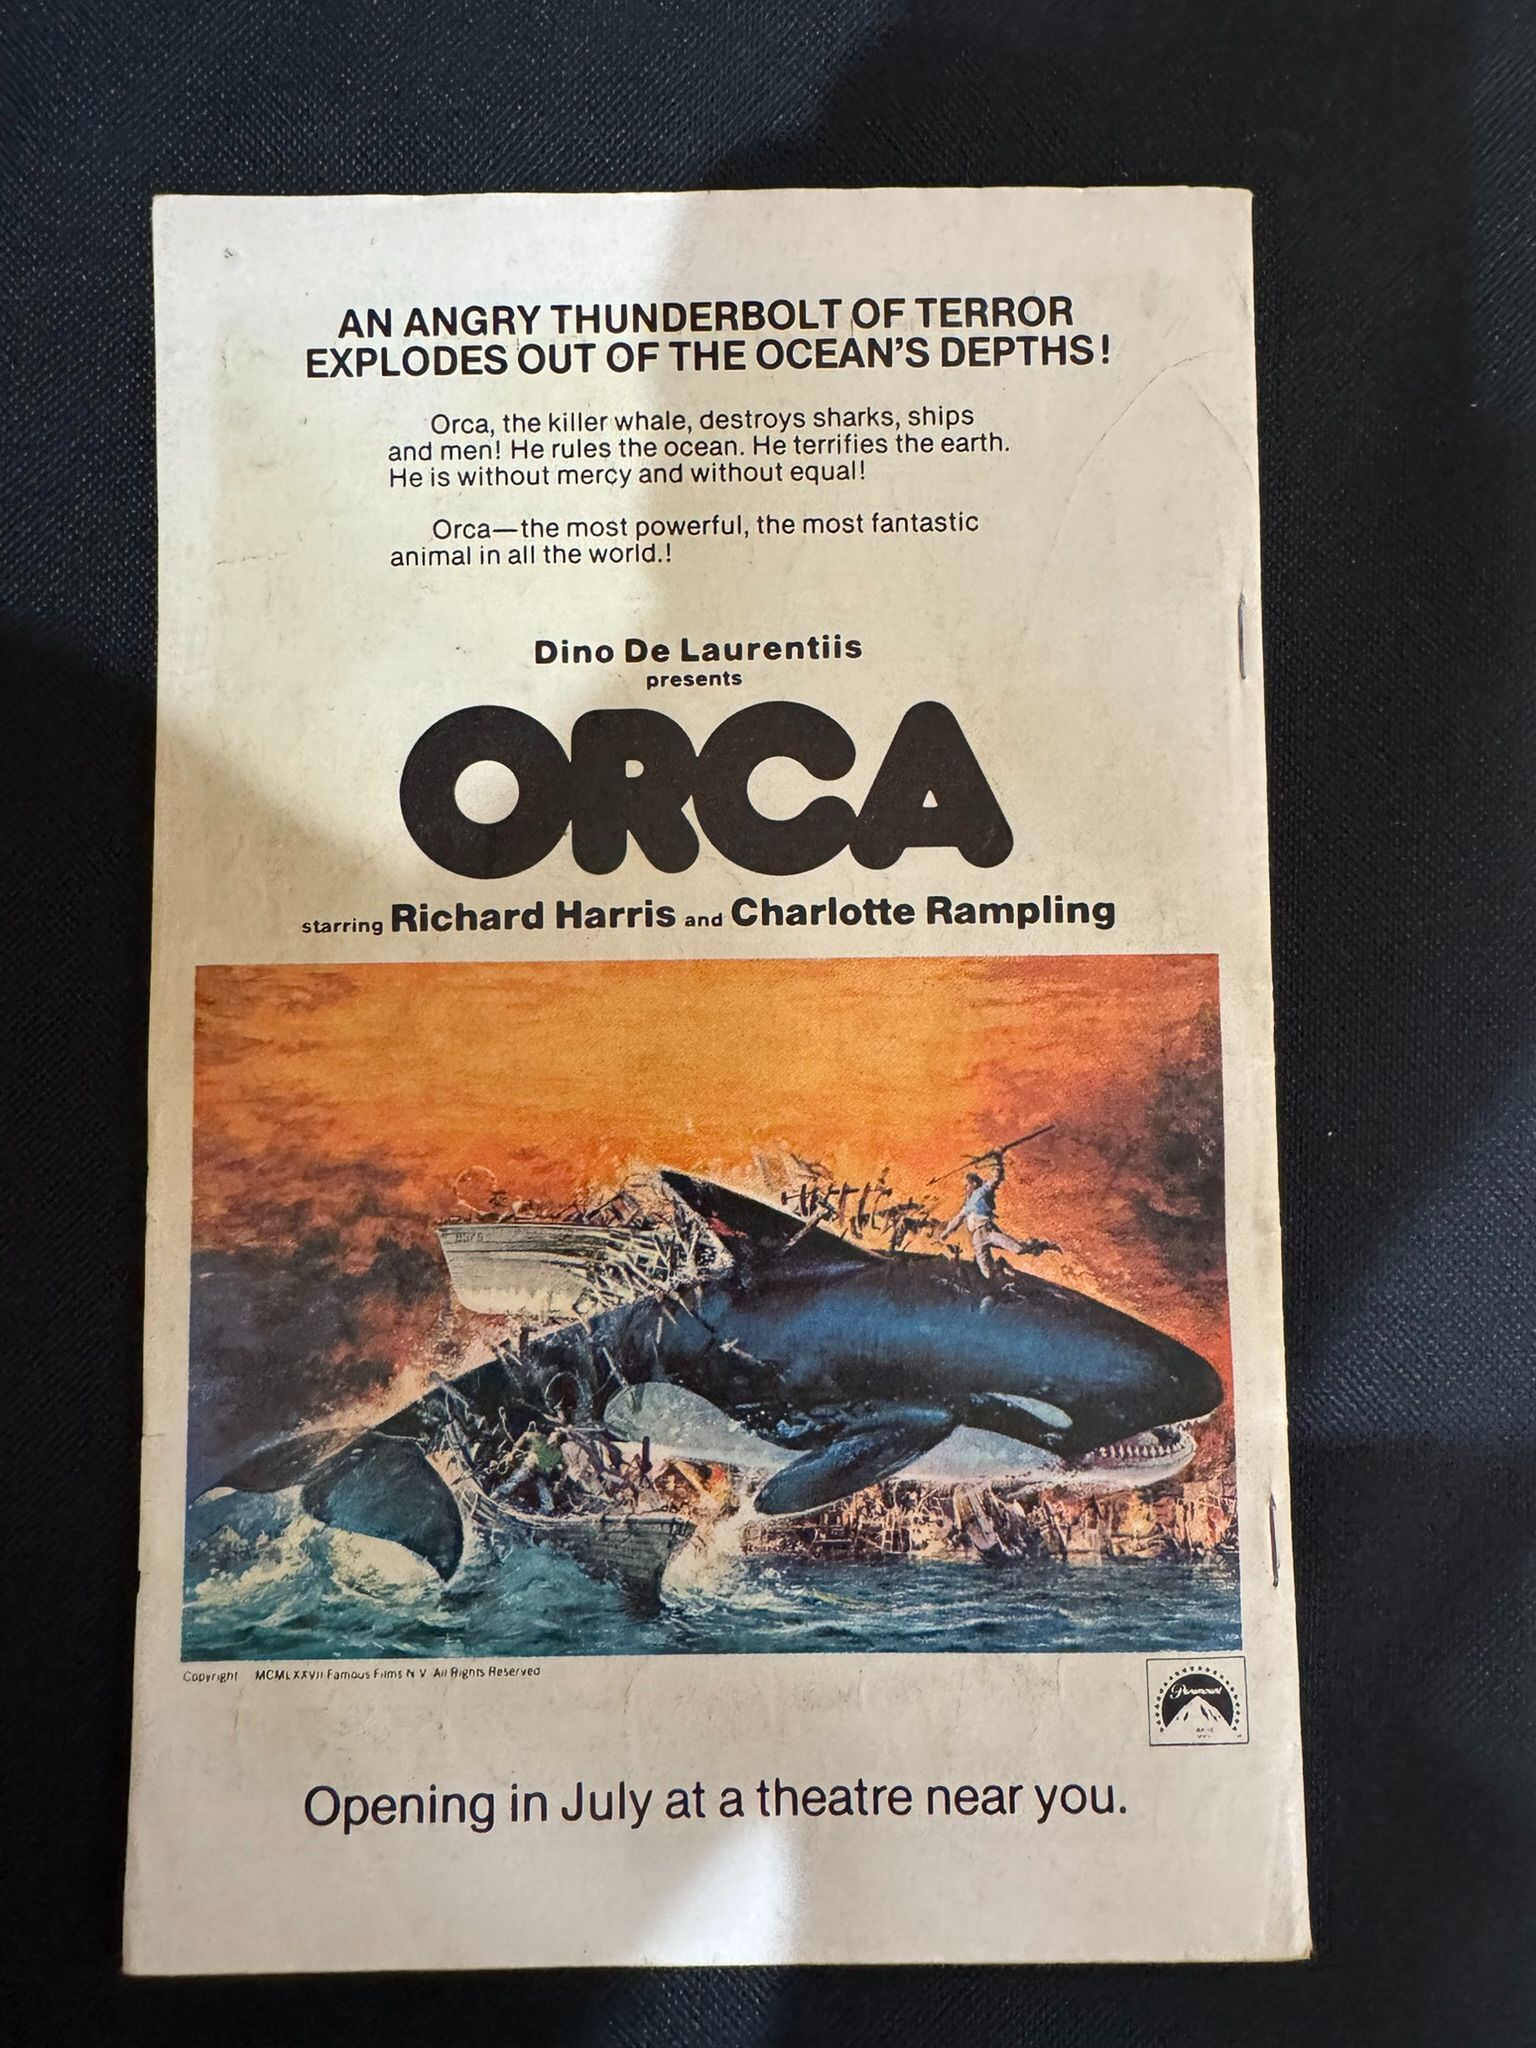 AN ANGRY THUNDERBOLT OF TERROR
EXPLODES OUT OF THE OCEAN'S DEPTHS!
Orca, the killer whale, destroys sharks, ships
and men! He rules the ocean. He terrifies the earth.
He is without mercy and without equal!
Orca—the most powerful, the most fantastic
animal in all the world.!
Dino De Laurentiis
presents
ORCA
starring Richard Harris and Charlotte Rampling
Copyright MCMLXXVII Famous Films N V All Rights Reserved
Paramount
Opening in July at a theatre near you.